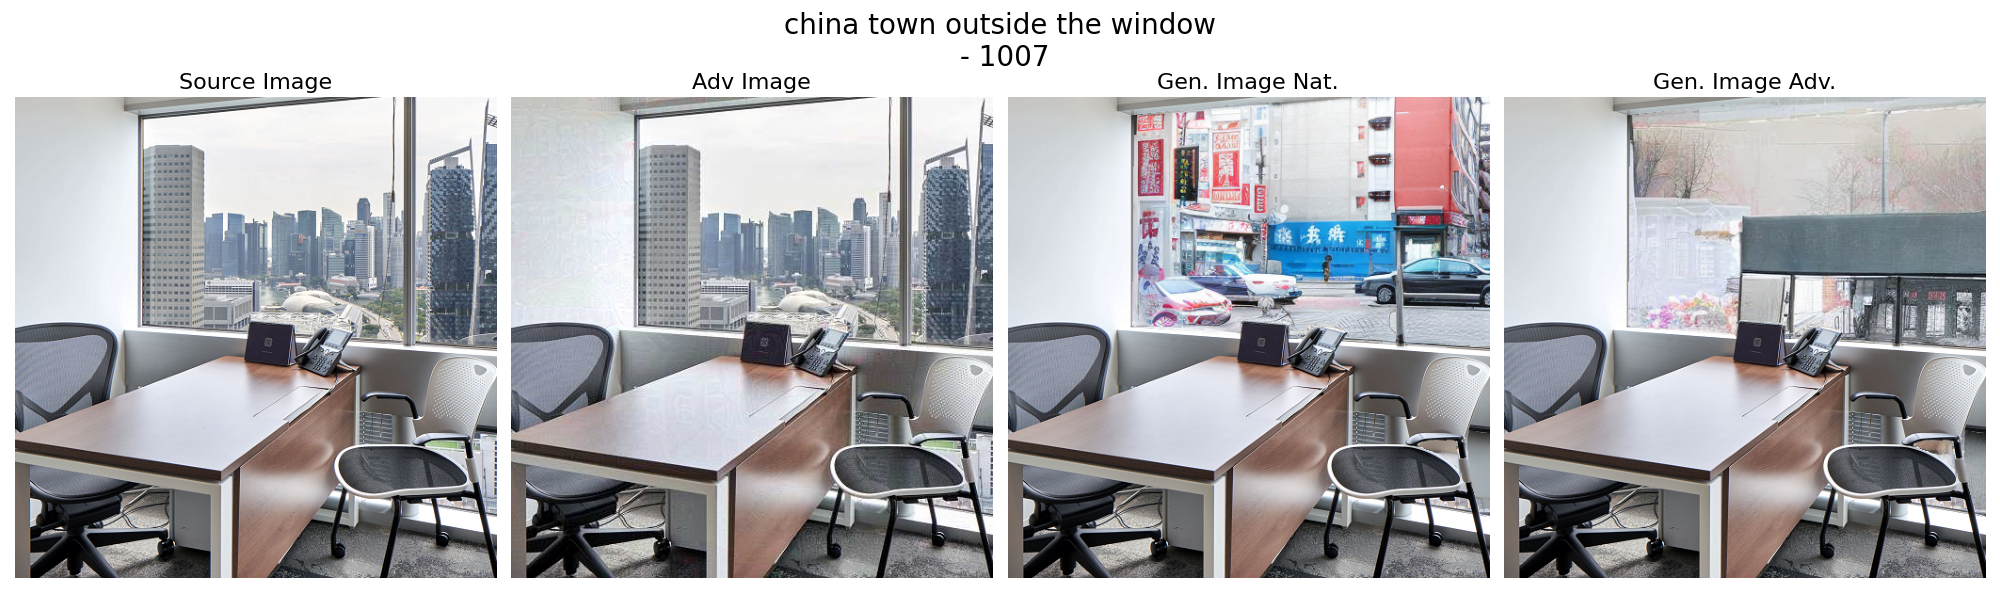 china town outside the window
- 1007
Source Image
Adv Image
Gen. Image Nat.
Gen. Image Adv.